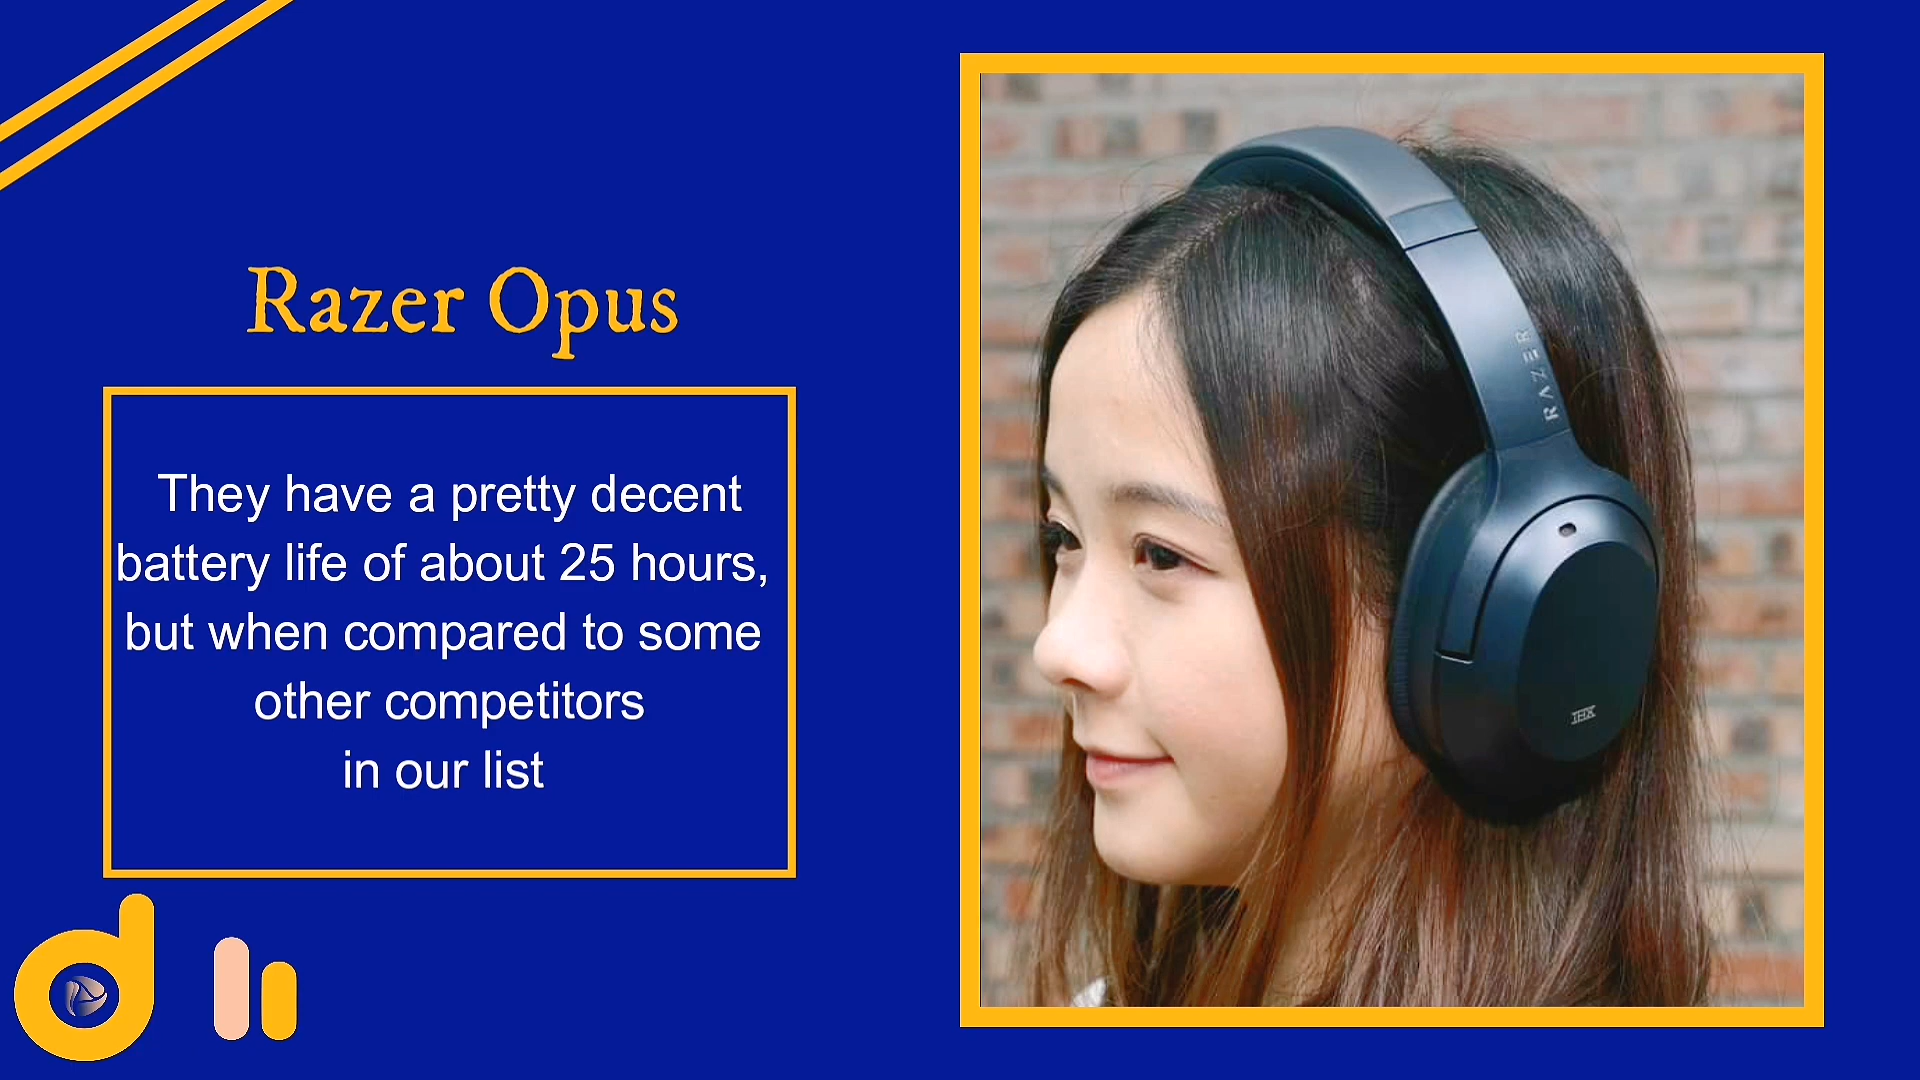 Razer Opus
They have a pretty decent
battery life of about 25 hours,
but when compared to some
other competitors
in our list
RAZER
THX